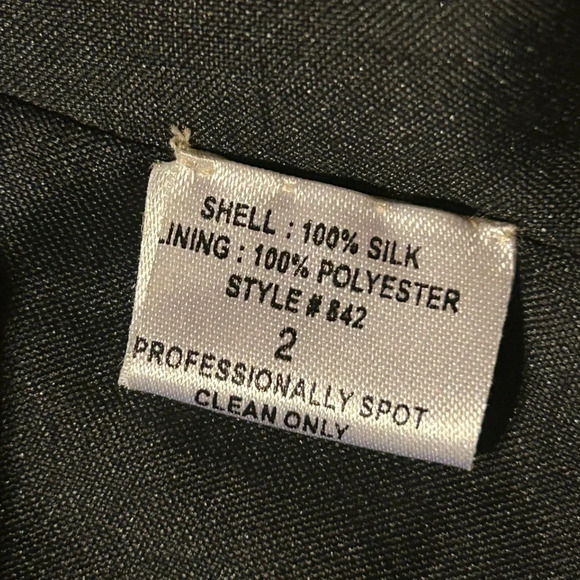 SHELL : 100% SILK
LINING : 100% POLYESTER
STYLE # 842
2
PROFESSIONALLY SPOT
CLEAN ONLY